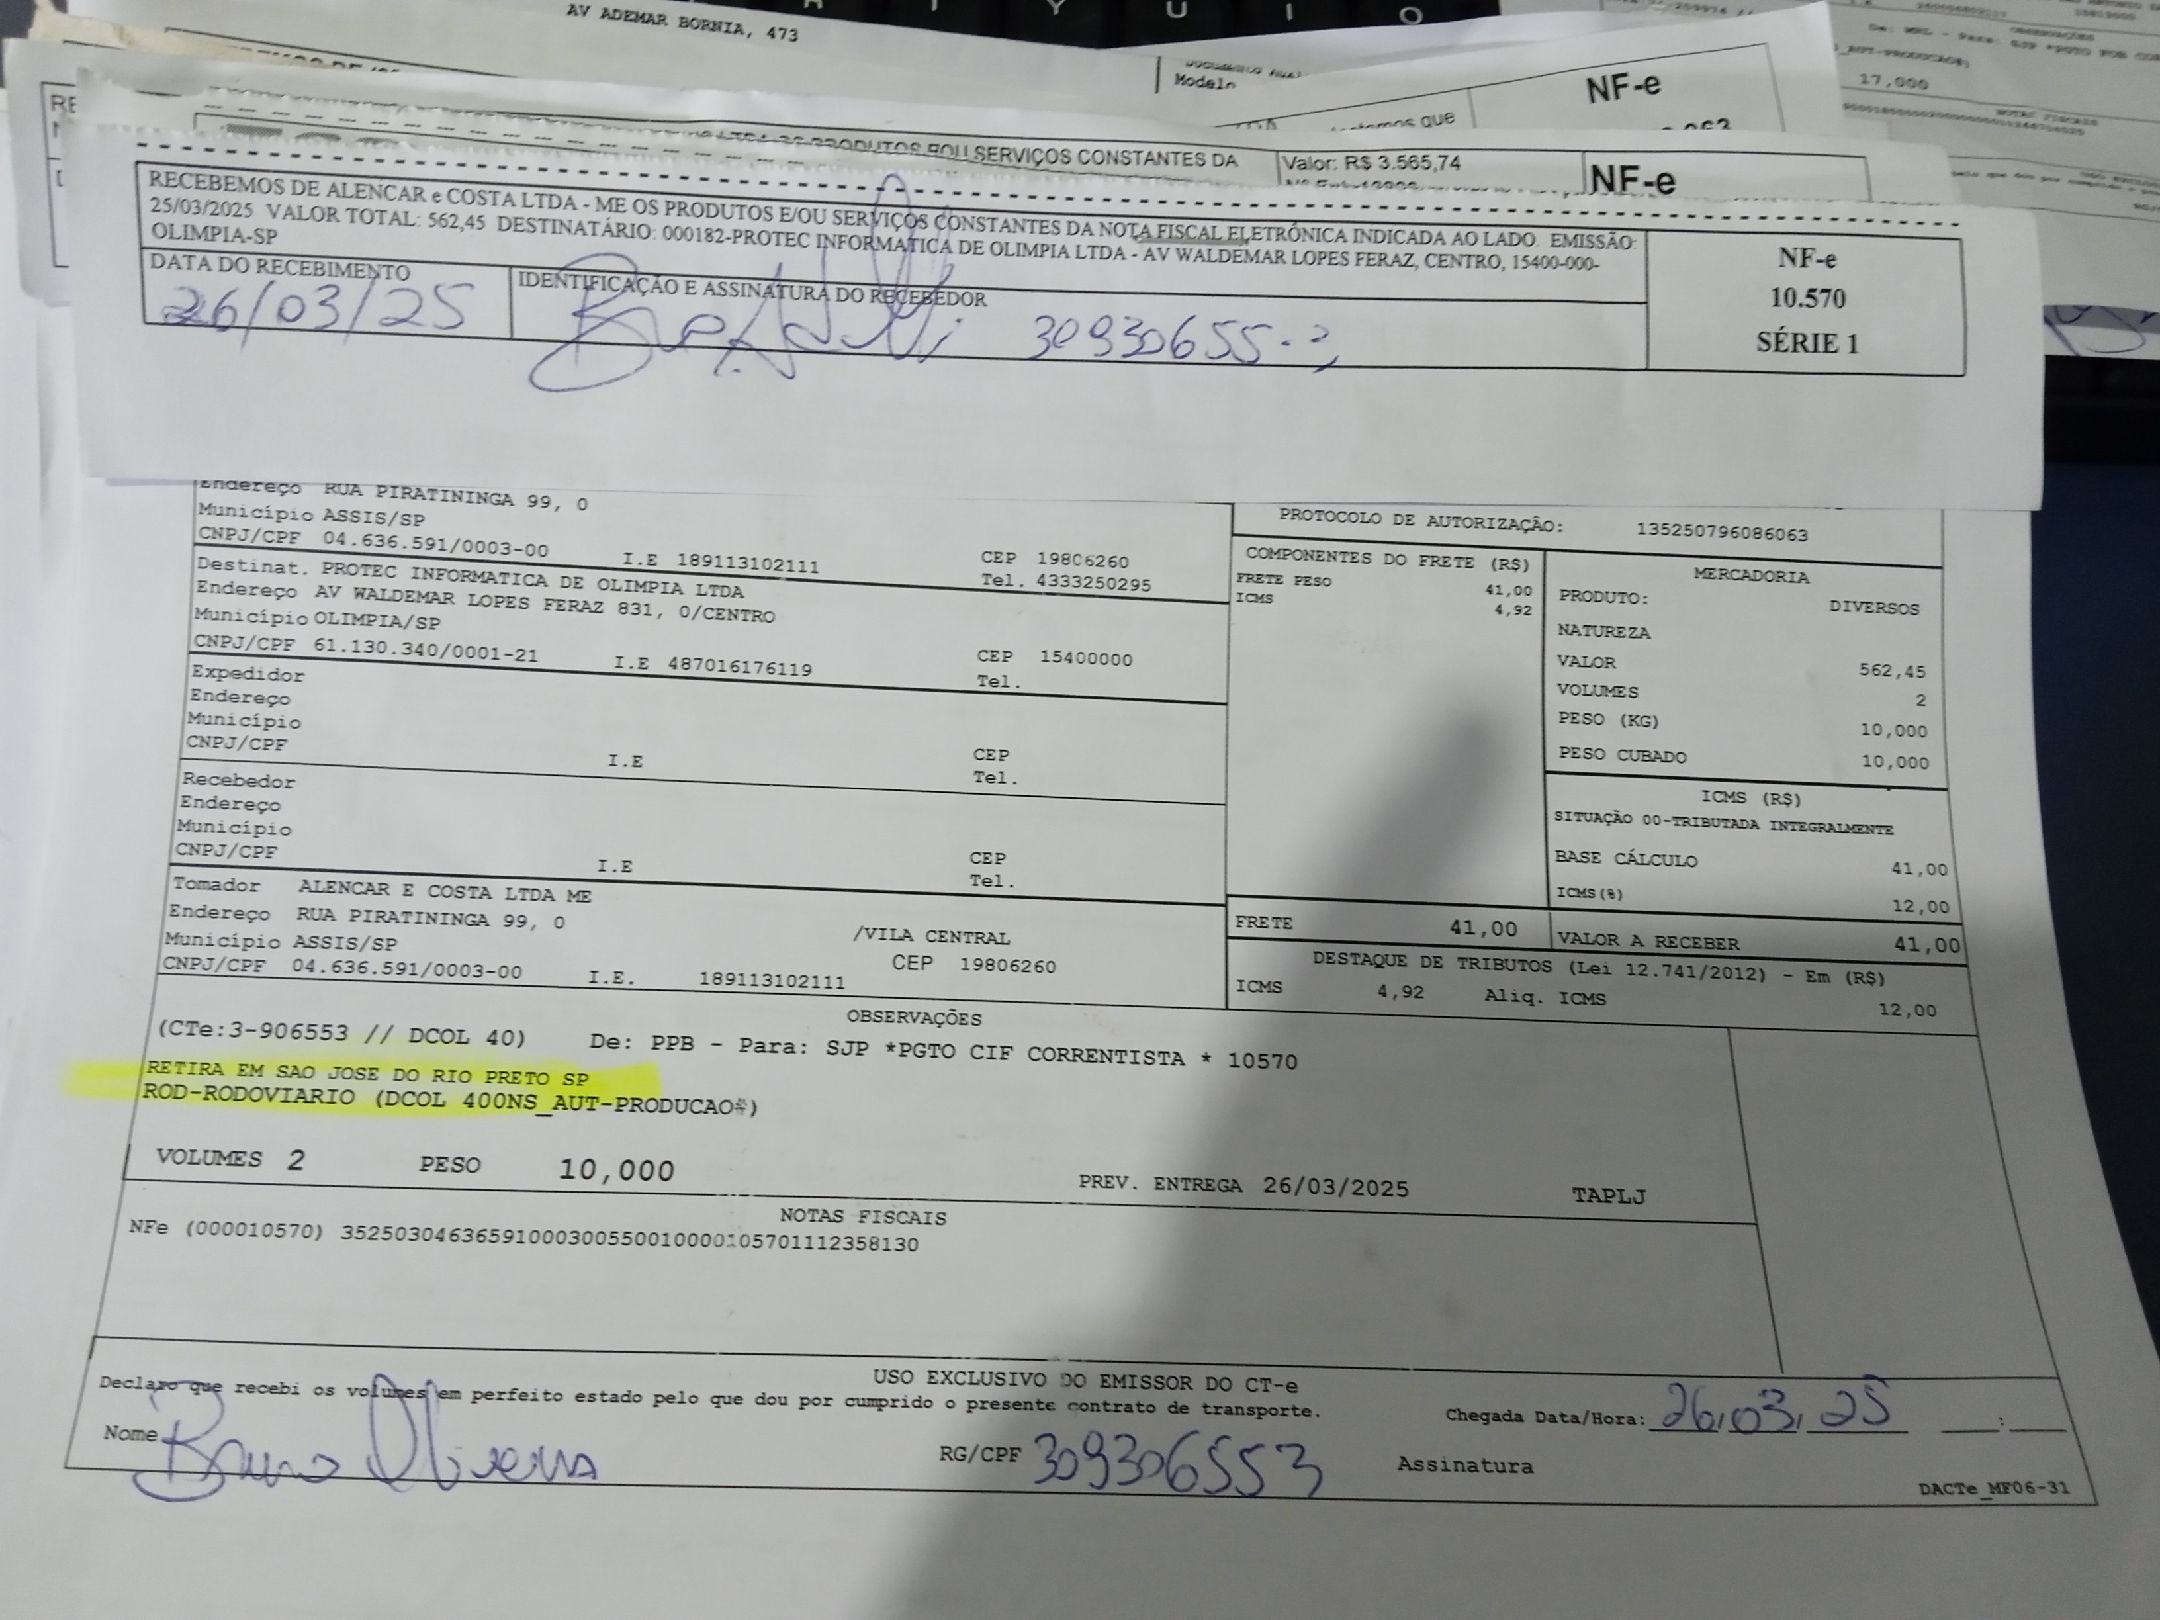 Y U I O
AV ADEMAR BORNIA, 473
Modelo
NF-e
17,000
PRODUTOS E/OU SERVIÇOS CONSTANTES DA
Valor: R$ 3.565,74
NF-e
RECEBEMOS DE ALENCAR e COSTA LTDA - ME OS PRODUTOS E/OU SERVIÇOS CONSTANTES DA NOTA FISCAL ELETRÔNICA INDICADA AO LADO. EMISSÃO:
25/03/2025 VALOR TOTAL: 562,45 DESTINATÁRIO: 000182-PROTEC INFORMATICA DE OLIMPIA LTDA - AV WALDEMAR LOPES FERAZ, CENTRO, 15400-000-
OLIMPIA-SP
DATA DO RECEBIMENTO
26/03/25
IDENTIFICAÇÃO E ASSINATURA DO RECEBEDOR
30930655-3
NF-e
10.570
SÉRIE 1
Endereço RUA PIRATININGA 99, 0
Município ASSIS/SP
CNPJ/CPF 04.636.591/0003-00 I.E 189113102111 CEP 19806260
Tel. 4333250295
Destinat. PROTEC INFORMATICA DE OLIMPIA LTDA
Endereço AV WALDEMAR LOPES FERAZ 831, 0/CENTRO
Município OLIMPIA/SP
CNPJ/CPF 61.130.340/0001-21 I.E 487016176119 CEP 15400000
Tel.
Expedidor
Endereço
Município
CNPJ/CPF I.E CEP
Tel.
Recebedor
Endereço
Município
CNPJ/CPF I.E CEP
Tel.
Tomador ALENCAR E COSTA LTDA ME
Endereço RUA PIRATININGA 99, 0 /VILA CENTRAL
Município ASSIS/SP CEP 19806260
CNPJ/CPF 04.636.591/0003-00 I.E. 189113102111
PROTOCOLO DE AUTORIZAÇÃO: 135250796086063
COMPONENTES DO FRETE (R$)
FRETE PESO 41,00
ICMS 4,92
MERCADORIA
PRODUTO: DIVERSOS
NATUREZA
VALOR 562,45
VOLUMES 2
PESO (KG) 10,000
PESO CUBADO 10,000
ICMS (R$)
SITUAÇÃO 00-TRIBUTADA INTEGRALMENTE
BASE CÁLCULO 41,00
ICMS(%) 12,00
FRETE 41,00 VALOR A RECEBER 41,00
DESTAQUE DE TRIBUTOS (Lei 12.741/2012) - Em (R$)
ICMS 4,92 Aliq. ICMS 12,00
OBSERVAÇÕES
(CTe:3-906553 // DCOL 40) De: PPB - Para: SJP *PGTO CIF CORRENTISTA * 10570
RETIRA EM SAO JOSE DO RIO PRETO SP
ROD-RODOVIARIO (DCOL 400NS_AUT-PRODUCAO#)
VOLUMES 2 PESO 10,000 PREV. ENTREGA 26/03/2025 TAPLJ
NOTAS FISCAIS
NFe (000010570) 35250304636591000300550010000105701112358130
USO EXCLUSIVO DO EMISSOR DO CT-e
Declaro que recebi os volumes em perfeito estado pelo que dou por cumprido o presente contrato de transporte.
Chegada Data/Hora: 26/03/25 __:__
Nome Bruno Oliveira RG/CPF 309306553 Assinatura
DACTe_MF06-31